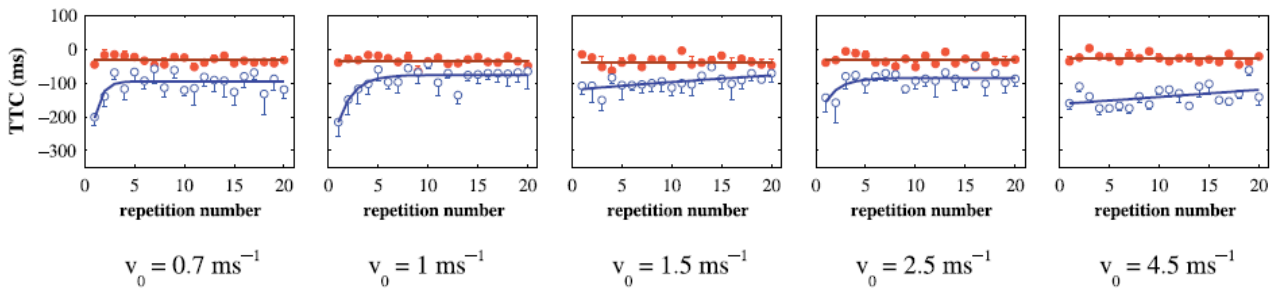 TTC (ms)
100
0
−100
−200
−300
0 5 10 15 20
0 5 10 15 20
0 5 10 15 20
0 5 10 15 20
0 5 10 15 20
repetition number
repetition number
repetition number
repetition number
repetition number
v₀ = 0.7 ms⁻¹
v₀ = 1 ms⁻¹
v₀ = 1.5 ms⁻¹
v₀ = 2.5 ms⁻¹
v₀ = 4.5 ms⁻¹